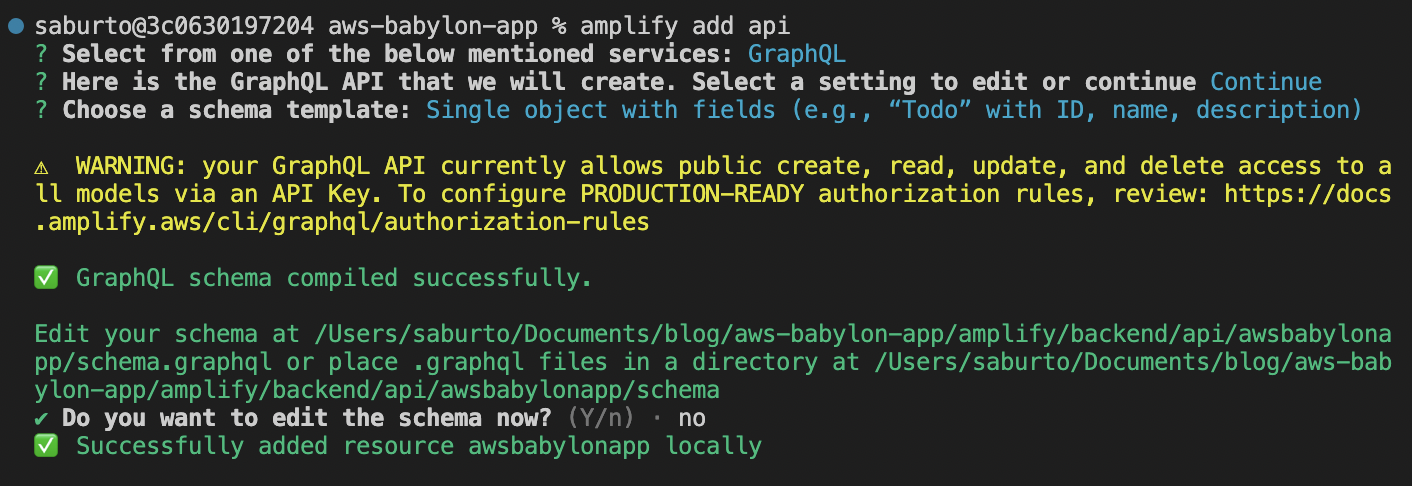 saburto@3c0630197204 aws-babylon-app % amplify add api
? Select from one of the below mentioned services: GraphQL
? Here is the GraphQL API that we will create. Select a setting to edit or continue Continue
? Choose a schema template: Single object with fields (e.g., “Todo” with ID, name, description)
⚠ WARNING: your GraphQL API currently allows public create, read, update, and delete access to a
ll models via an API Key. To configure PRODUCTION-READY authorization rules, review: https://docs
.amplify.aws/cli/graphql/authorization-rules
✅ GraphQL schema compiled successfully.
Edit your schema at /Users/saburto/Documents/blog/aws-babylon-app/amplify/backend/api/awsbabylona
pp/schema.graphql or place .graphql files in a directory at /Users/saburto/Documents/blog/aws-bab
ylon-app/amplify/backend/api/awsbabylonapp/schema
✔ Do you want to edit the schema now? (Y/n) · no
✅ Successfully added resource awsbabylonapp locally